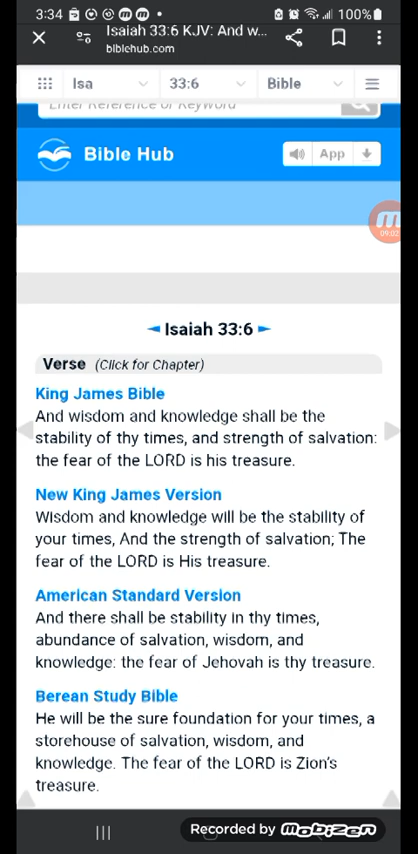 3:34 100%
Isaiah 33:6 KJV: And w...
biblehub.com
Isa 33:6 Bible
Enter Reference or Keyword
Bible Hub App
09:02
Isaiah 33:6
Verse (Click for Chapter)
King James Bible
And wisdom and knowledge shall be the
stability of thy times, and strength of salvation:
the fear of the LORD is his treasure.
New King James Version
Wisdom and knowledge will be the stability of
your times, And the strength of salvation; The
fear of the LORD is His treasure.
American Standard Version
And there shall be stability in thy times,
abundance of salvation, wisdom, and
knowledge: the fear of Jehovah is thy treasure.
Berean Study Bible
He will be the sure foundation for your times, a
storehouse of salvation, wisdom, and
knowledge. The fear of the LORD is Zion's
treasure.
Recorded by mobizen